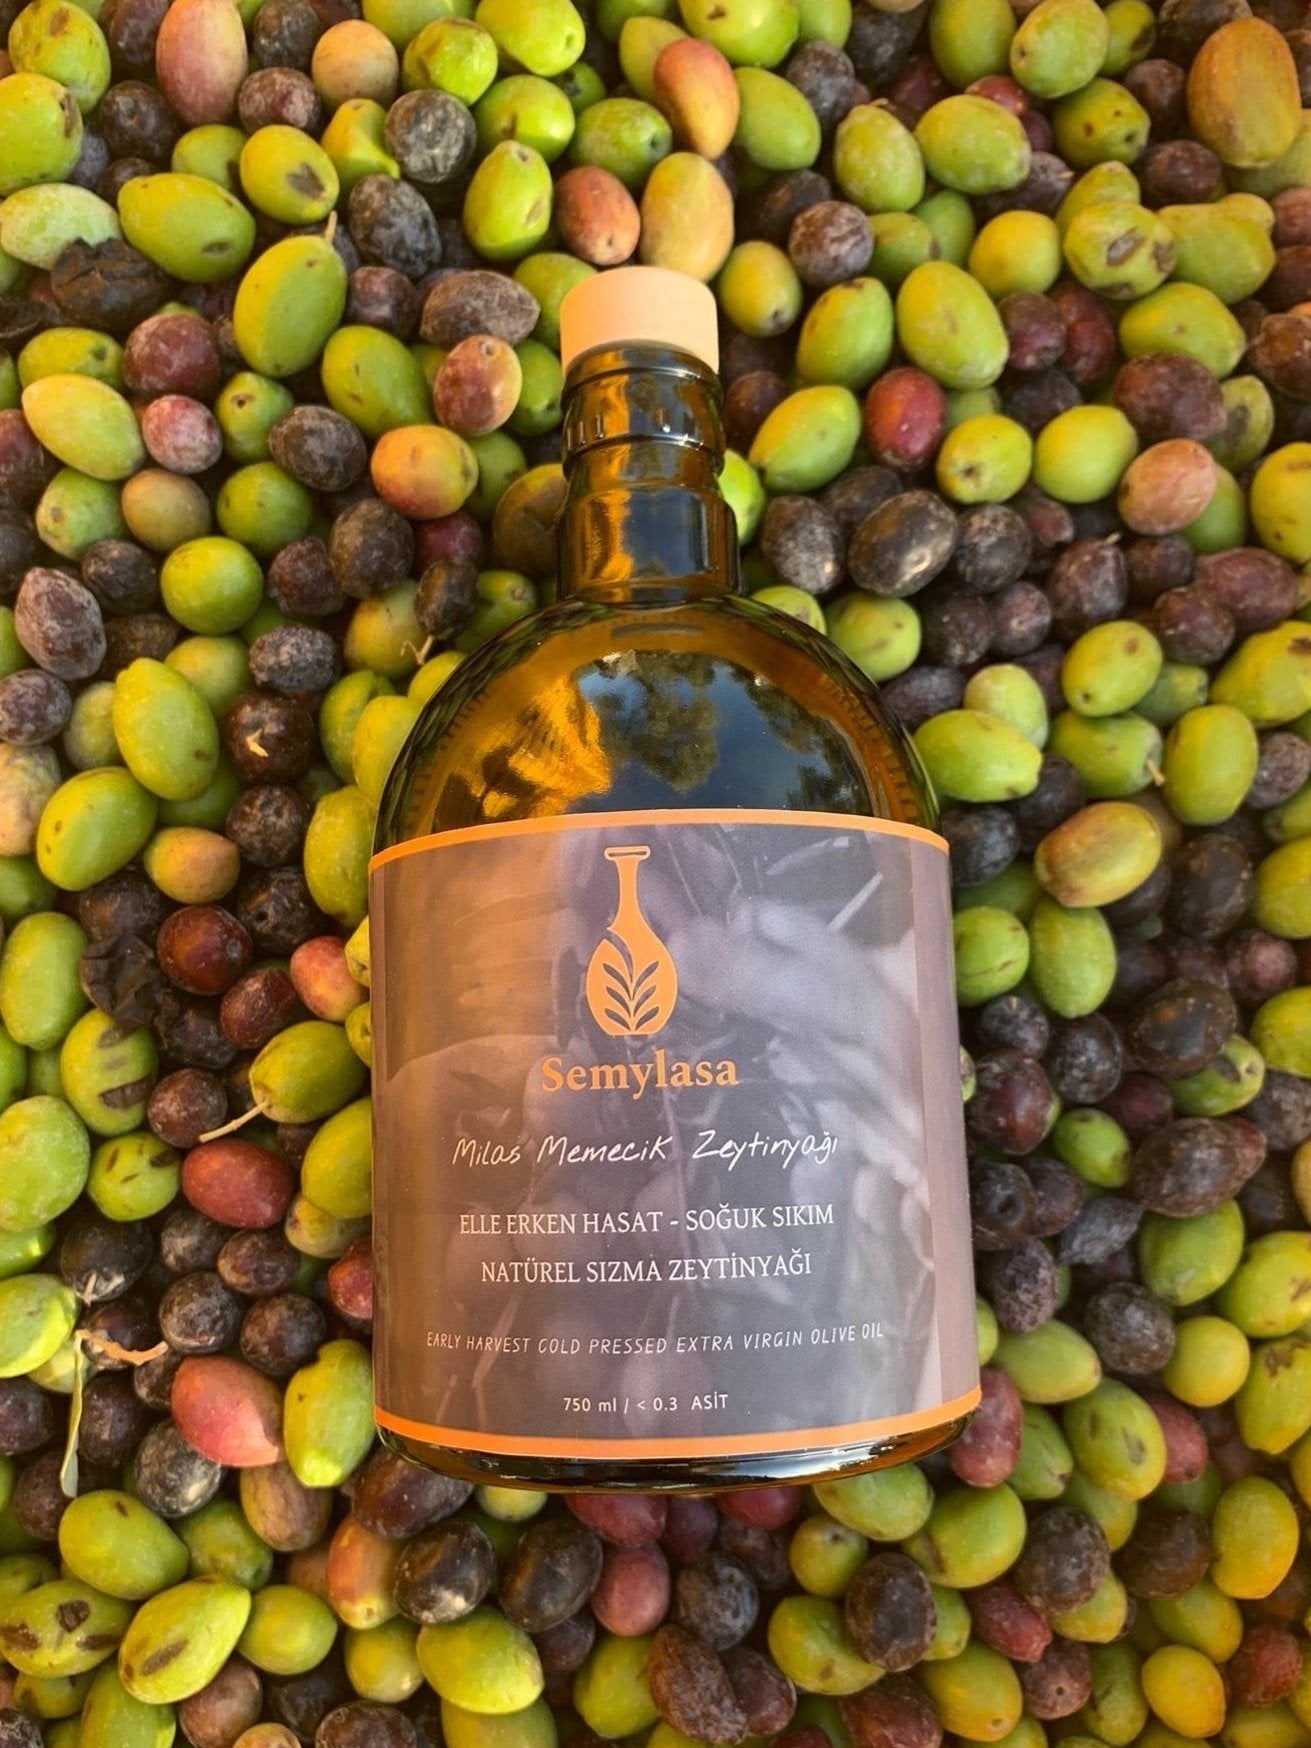 Semylasa
Milas Memecik Zeytinyağı
ELLE ERKEN HASAT - SOĞUK SIKIM
NATÜREL SIZMA ZEYTİNYAĞI
EARLY HARVEST COLD PRESSED EXTRA VIRGIN OLIVE OIL
750 ml / < 0.3 ASİT